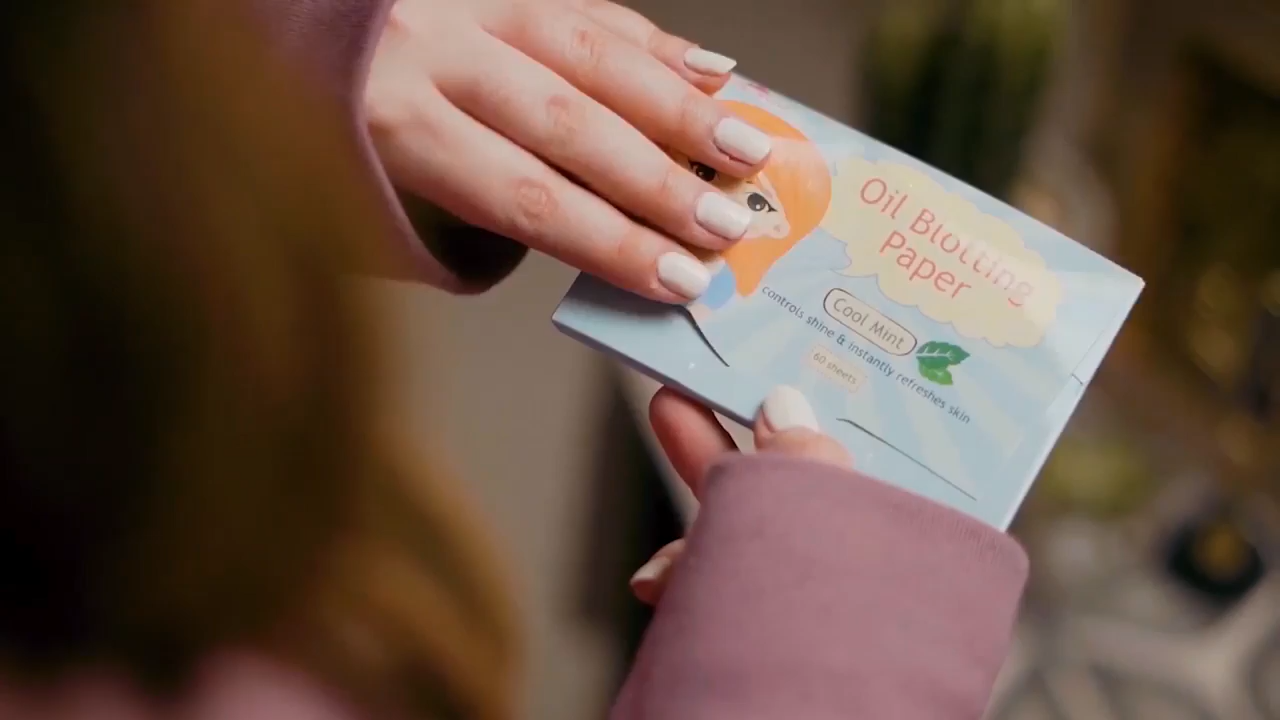 Oil Blotting
Paper
Cool Mint
controls shine & instantly refreshes skin
60 sheets